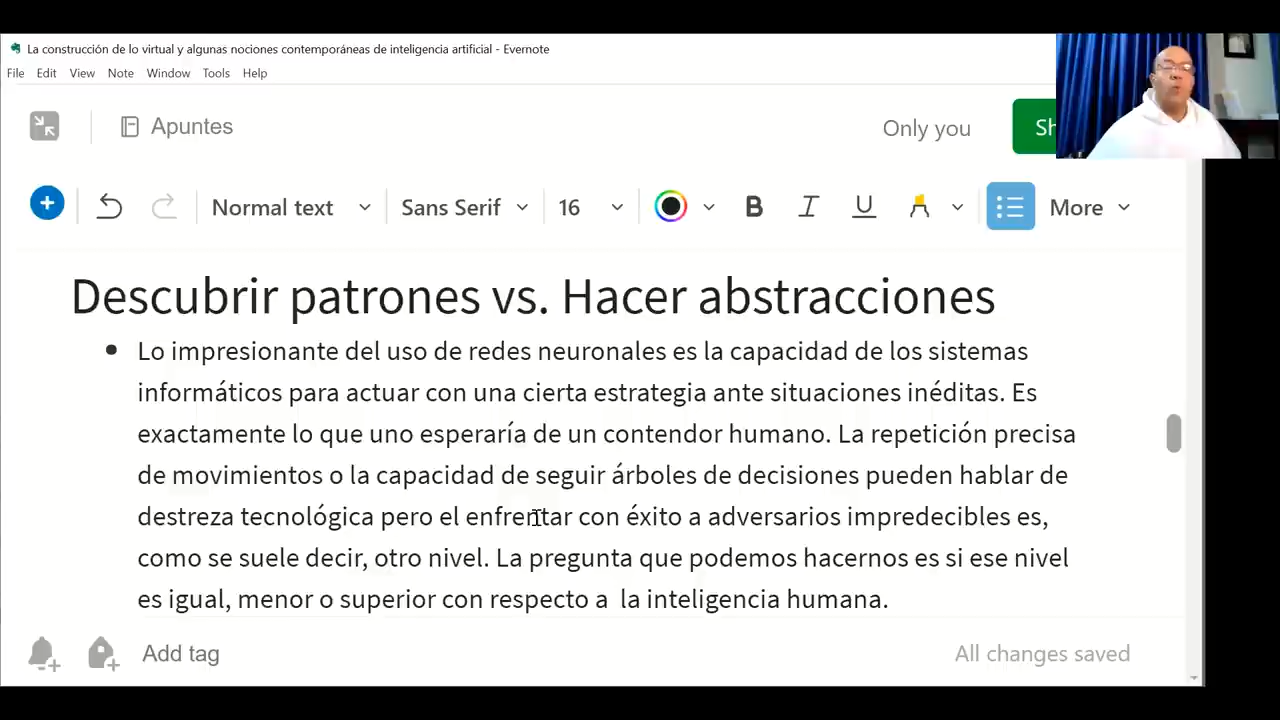 La construcción de lo virtual y algunas nociones contemporáneas de inteligencia artificial - Evernote
File Edit View Note Window Tools Help
Apuntes
Only you
Normal text
Sans Serif
16
B
I
U
More
Descubrir patrones vs. Hacer abstracciones
Lo impresionante del uso de redes neuronales es la capacidad de los sistemas
informáticos para actuar con una cierta estrategia ante situaciones inéditas. Es
exactamente lo que uno esperaría de un contendor humano. La repetición precisa
de movimientos o la capacidad de seguir árboles de decisiones pueden hablar de
destreza tecnológica pero el enfrentar con éxito a adversarios impredecibles es,
como se suele decir, otro nivel. La pregunta que podemos hacernos es si ese nivel
es igual, menor o superior con respecto a  la inteligencia humana.
Add tag
All changes saved